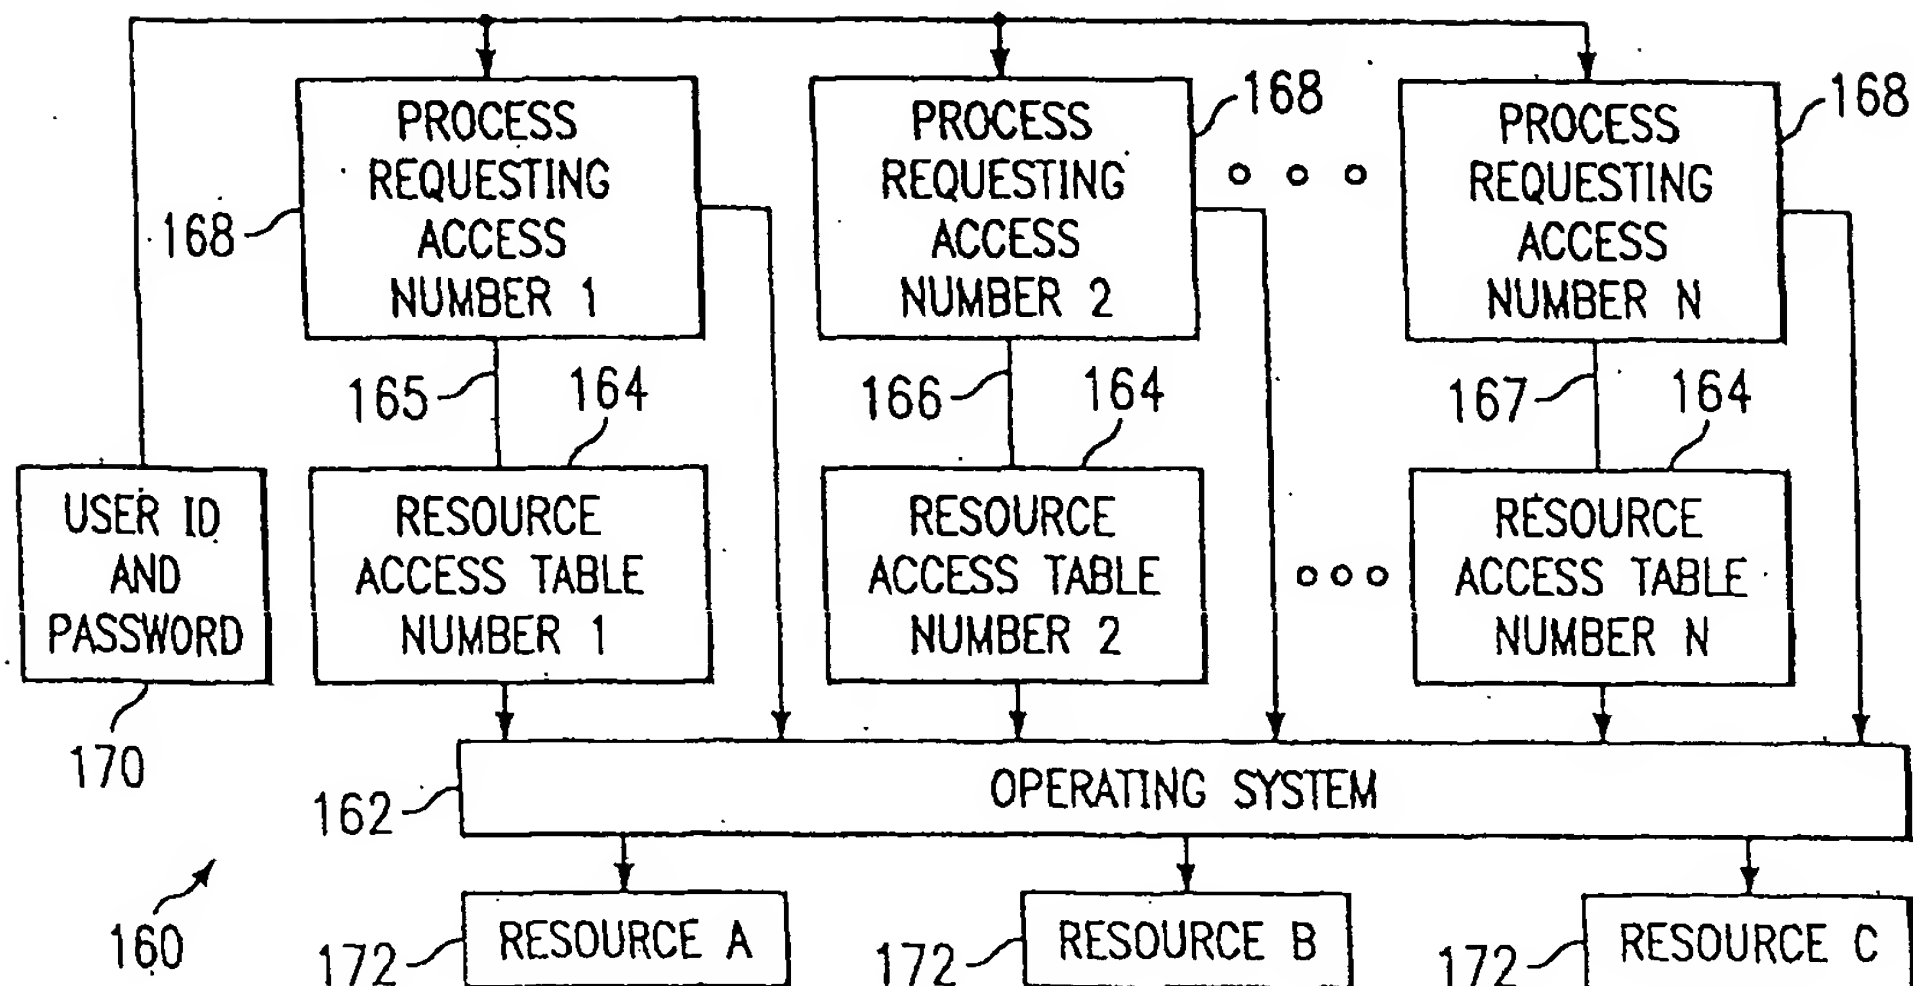 PROCESS
REQUESTING
ACCESS
NUMBER 1
168
PROCESS
REQUESTING
ACCESS
NUMBER 2
168
PROCESS
REQUESTING
ACCESS
NUMBER N
168
165
164
166
164
167
164
USER ID
AND
PASSWORD
170
RESOURCE
ACCESS TABLE
NUMBER 1
RESOURCE
ACCESS TABLE
NUMBER 2
RESOURCE
ACCESS TABLE
NUMBER N
162
OPERATING SYSTEM
160
172
RESOURCE A
172
RESOURCE B
172
RESOURCE C